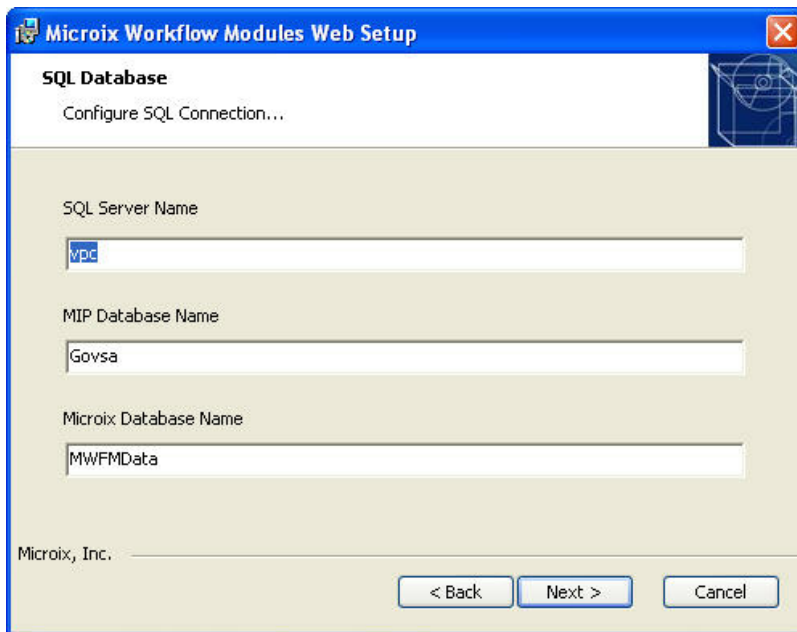 Microix Workflow Modules Web Setup
SQL Database
Configure SQL Connection...
SQL Server Name
vpc
MIP Database Name
Govsa
Microix Database Name
MWFMData
Microix, Inc.
< Back Next > Cancel